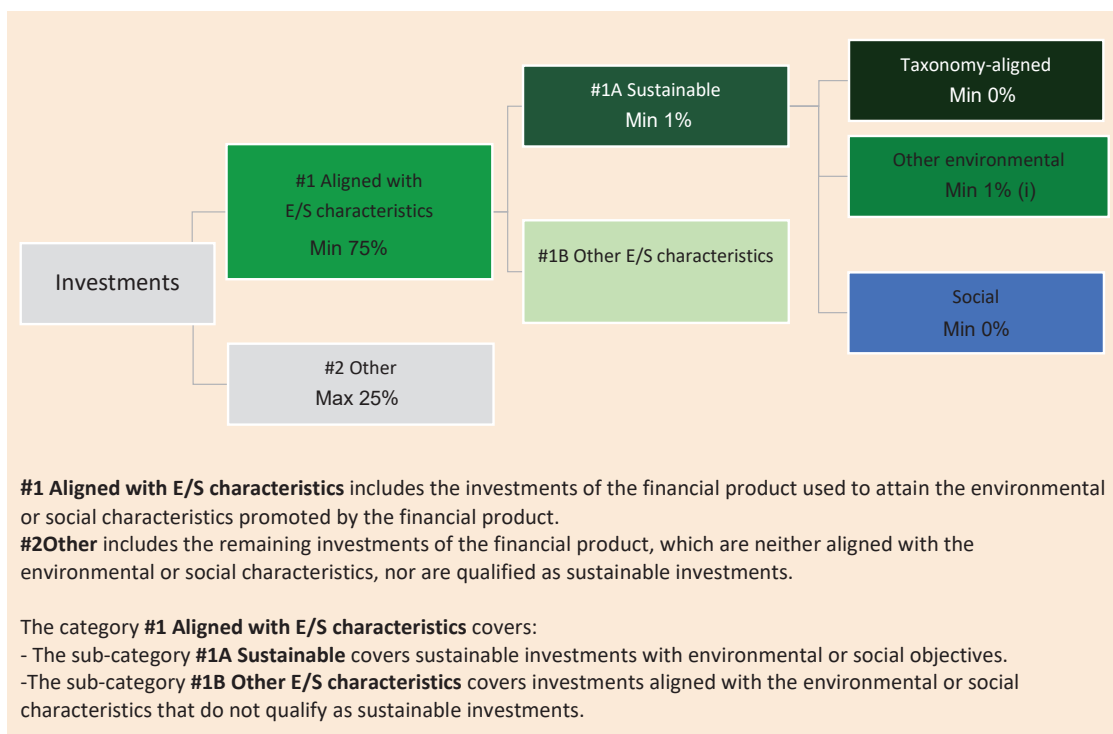 Investments
#1 Aligned with
E/S characteristics
Min 75%
#2 Other
Max 25%
#1A Sustainable
Min 1%
#1B Other E/S characteristics
Taxonomy-aligned
Min 0%
Other environmental
Min 1% (i)
Social
Min 0%
#1 Aligned with E/S characteristics includes the investments of the financial product used to attain the environmental
or social characteristics promoted by the financial product.
#2Other includes the remaining investments of the financial product, which are neither aligned with the
environmental or social characteristics, nor are qualified as sustainable investments.
The category #1 Aligned with E/S characteristics covers:
- The sub-category #1A Sustainable covers sustainable investments with environmental or social objectives.
-The sub-category #1B Other E/S characteristics covers investments aligned with the environmental or social
characteristics that do not qualify as sustainable investments.